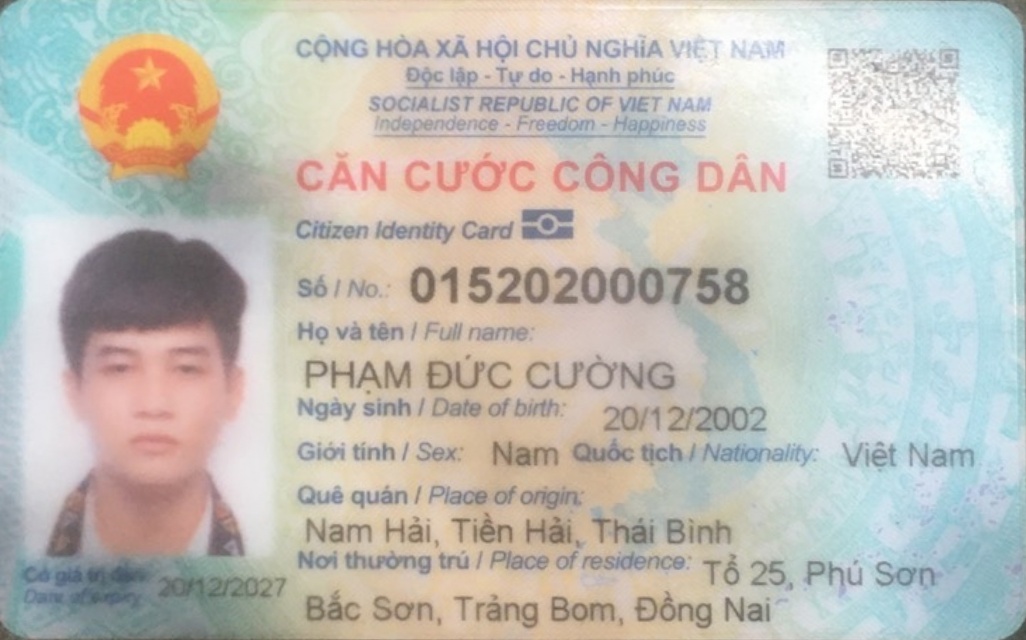 CỘNG HÒA XÃ HỘI CHỦ NGHĨA VIỆT NAM
Độc lập - Tự do - Hạnh phúc
SOCIALIST REPUBLIC OF VIET NAM
Independence - Freedom - Happiness
CĂN CƯỚC CÔNG DÂN
Citizen Identity Card
Số / No.: 015202000758
Họ và tên / Full name:
PHẠM ĐỨC CƯỜNG
Ngày sinh / Date of birth: 20/12/2002
Giới tính / Sex: Nam Quốc tịch / Nationality: Việt Nam
Quê quán / Place of origin:
Nam Hải, Tiền Hải, Thái Bình
Nơi thường trú / Place of residence: Tổ 25, Phú Sơn
Bắc Sơn, Trảng Bom, Đồng Nai
Có giá trị đến: 20/12/2027
Date of expiry